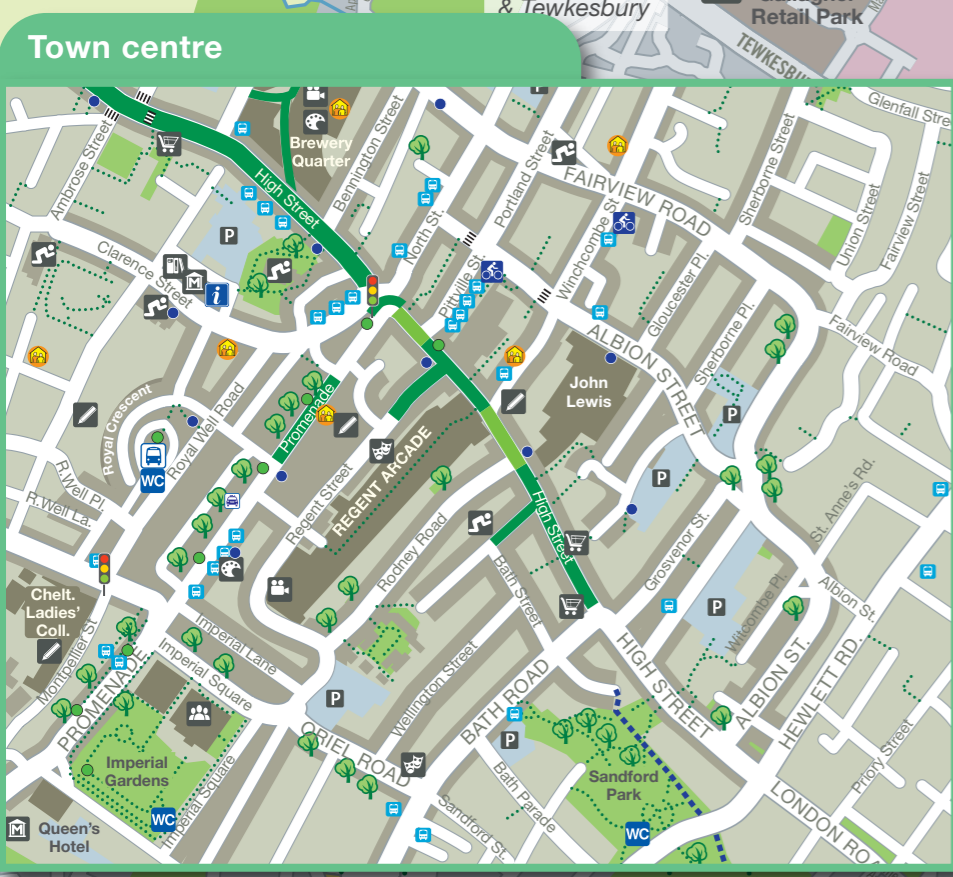 & Tewkesbury
Gallagher
Retail Park
TEWKESBU
Town centre
Glenfall Stre
Ambrose Street
Brewery
Quarter
Bennington Street
Portland Street
FAIRVIEW ROAD
Sherborne Street
Union Street
Fairview Street
High Street
P
North St.
Winchcombe St.
Clarence Street
i
Pittville St.
Gloucester Pl.
ALBION STREET
Sherborne Pl.
Fairview Road
John
Lewis
Royal Crescent
Royal Well Road
Promenade
P
WC
REGENT ARCADE
Regent Street
R.Well Pl.
R.Well La.
P
High Street
St. Anne's Rd.
Rodney Road
Grosvenor St.
Bath Street
Chelt.
Ladies'
Coll.
P
Witcombe Pl.
Albion St.
Imperial Lane
Imperial Square
Montpellier St
PROMENAD
HIGH STREET
ALBION ST.
HEWLETT RD.
P
Wellington Street
BATH ROAD
ORIEL ROAD
P
Priory Street
Imperial
Gardens
Imperial Square
Bath Parade
Sandford
Park
LONDON ROA
WC
Sandford St.
WC
Queen's
Hotel